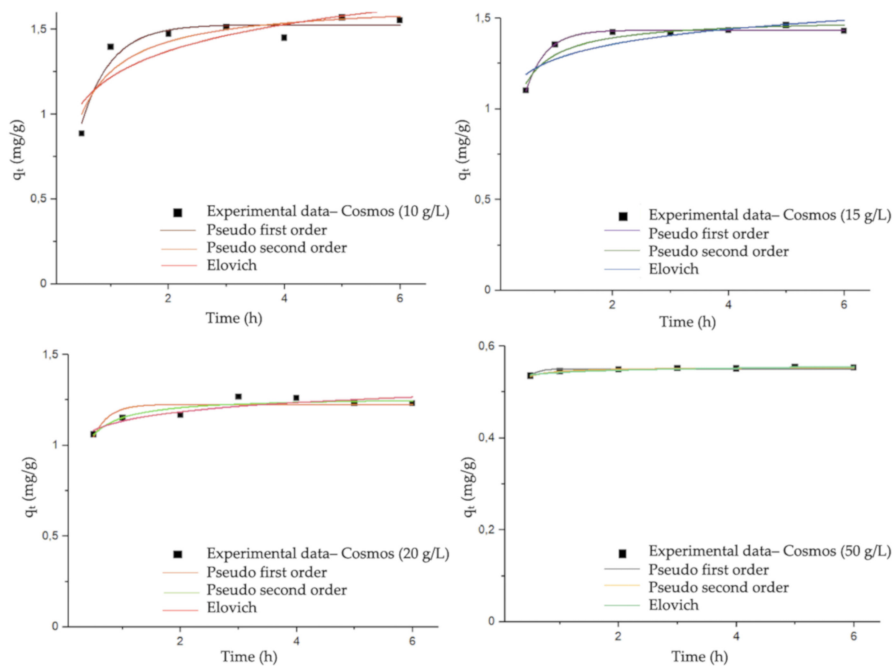 1,5
1
0,5
0
2
4
6
qt (mg/g)
Time (h)
Experimental data– Cosmos (10 g/L)
Pseudo first order
Pseudo second order
Elovich
1,5
1
0,5
0
2
4
6
qt (mg/g)
Time (h)
Experimental data– Cosmos (15 g/L)
Pseudo first order
Pseudo second order
Elovich
1,5
1
0,5
0
2
4
6
qt (mg/g)
Time (h)
Experimental data– Cosmos (20 g/L)
Pseudo first order
Pseudo second order
Elovich
0,6
0,4
0,2
0
2
4
6
qt (mg/g)
Time (h)
Experimental data– Cosmos (50 g/L)
Pseudo first order
Pseudo second order
Elovich